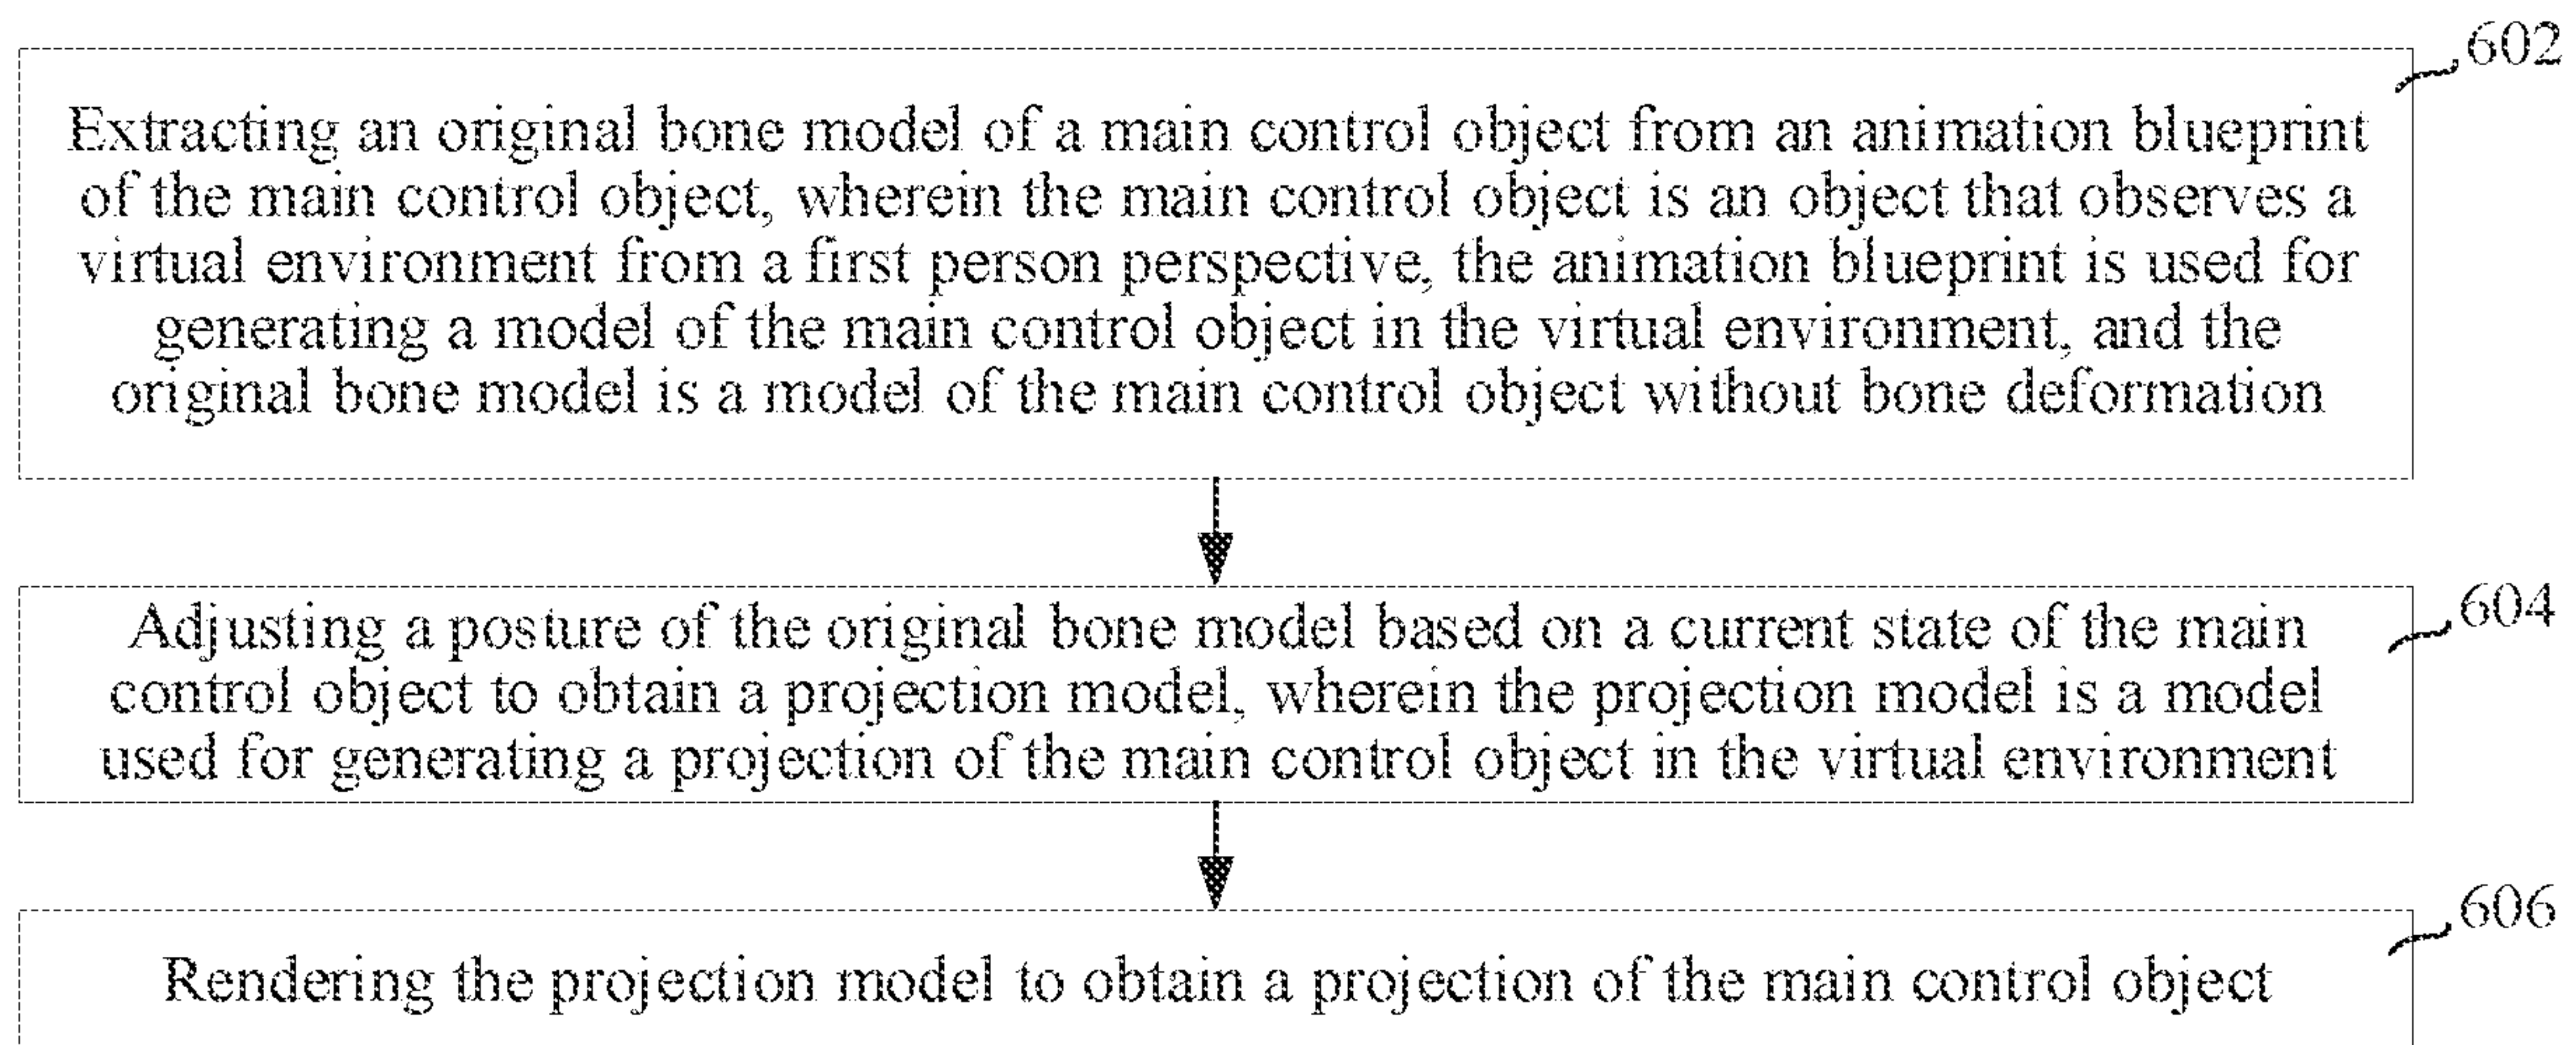 602
Extracting an original bone model of a main control object from an animation blueprint
of the main control object, wherein the main control object is an object that observes a
virtual environment from a first person perspective, the animation blueprint is used for
generating a model of the main control object in the virtual environment, and the
original bone model is a model of the main control object without bone deformation
604
Adjusting a posture of the original bone model based on a current state of the main
control object to obtain a projection model, wherein the projection model is a model
used for generating a projection of the main control object in the virtual environment
606
Rendering the projection model to obtain a projection of the main control object